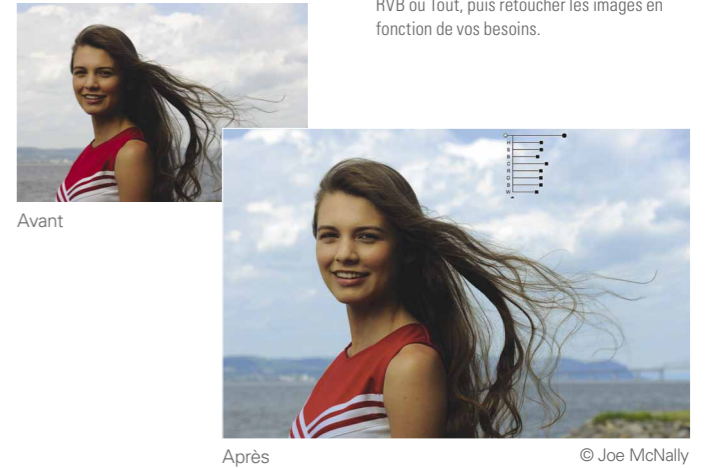 RVB ou Tout, puis retoucher les images en
fonction de vos besoins.
Avant
H
S
B
C
R
G
B
W
Après
© Joe McNally